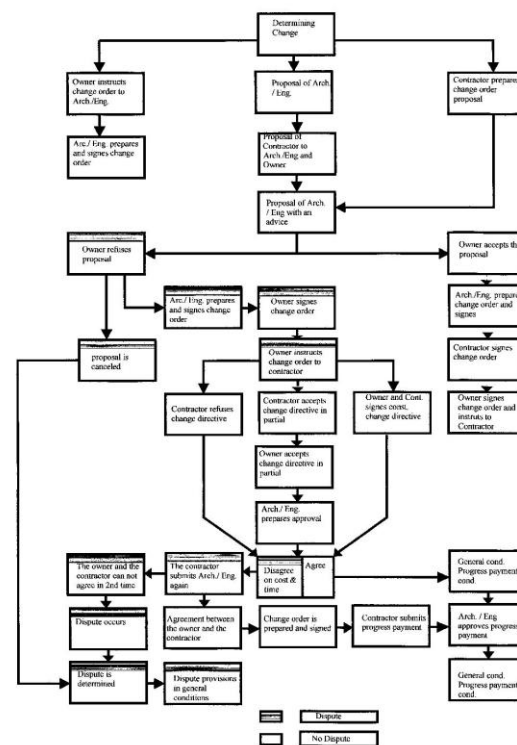 Determining
Change
Owner instructs
change order to
Arch./Eng.
Proposal of Arch.
/ Eng.
Contractor prepares
change order
proposal
Arc./ Eng. prepares
and signes change
order
Proposal of
Contractor to
Arch./Eng and
Owner
Proposal of Arch.
/ Eng with an
advice
Owner refuses
proposal
Owner accepts the
proposal
Arc./ Eng. prepares
and signes change
order
Owner signes
change order
Arch./Eng. prepare
change order and
signes
proposal is
canceled
Owner instructs
change order to
contractor
Contractor signes
change order
Contractor refuses
change directive
Contractor accepts
change directive in
partial
Owner and Cont.
signes const.
change directive
Owner signes
change order and
instruts to
Contractor
Owner accepts
change directive in
partial
Arch./ Eng.
prepares approval
The owner and the
contractor can not
agree in 2nd time
The contractor
submits Arch./ Eng.
again
Disagree
on cost &
time
Agree
General cond.
Progress payment
cond.
Dispute occurs
Agreement between
the owner and the
contractor
Change order is
prepared and signed
Contractor submits
progress payment
Arch. / Eng
approves progress
payment
Dispute is
determined
Dispute provisions
in general
conditions
General cond.
Progress payment
cond.
Dispute
No Dispute